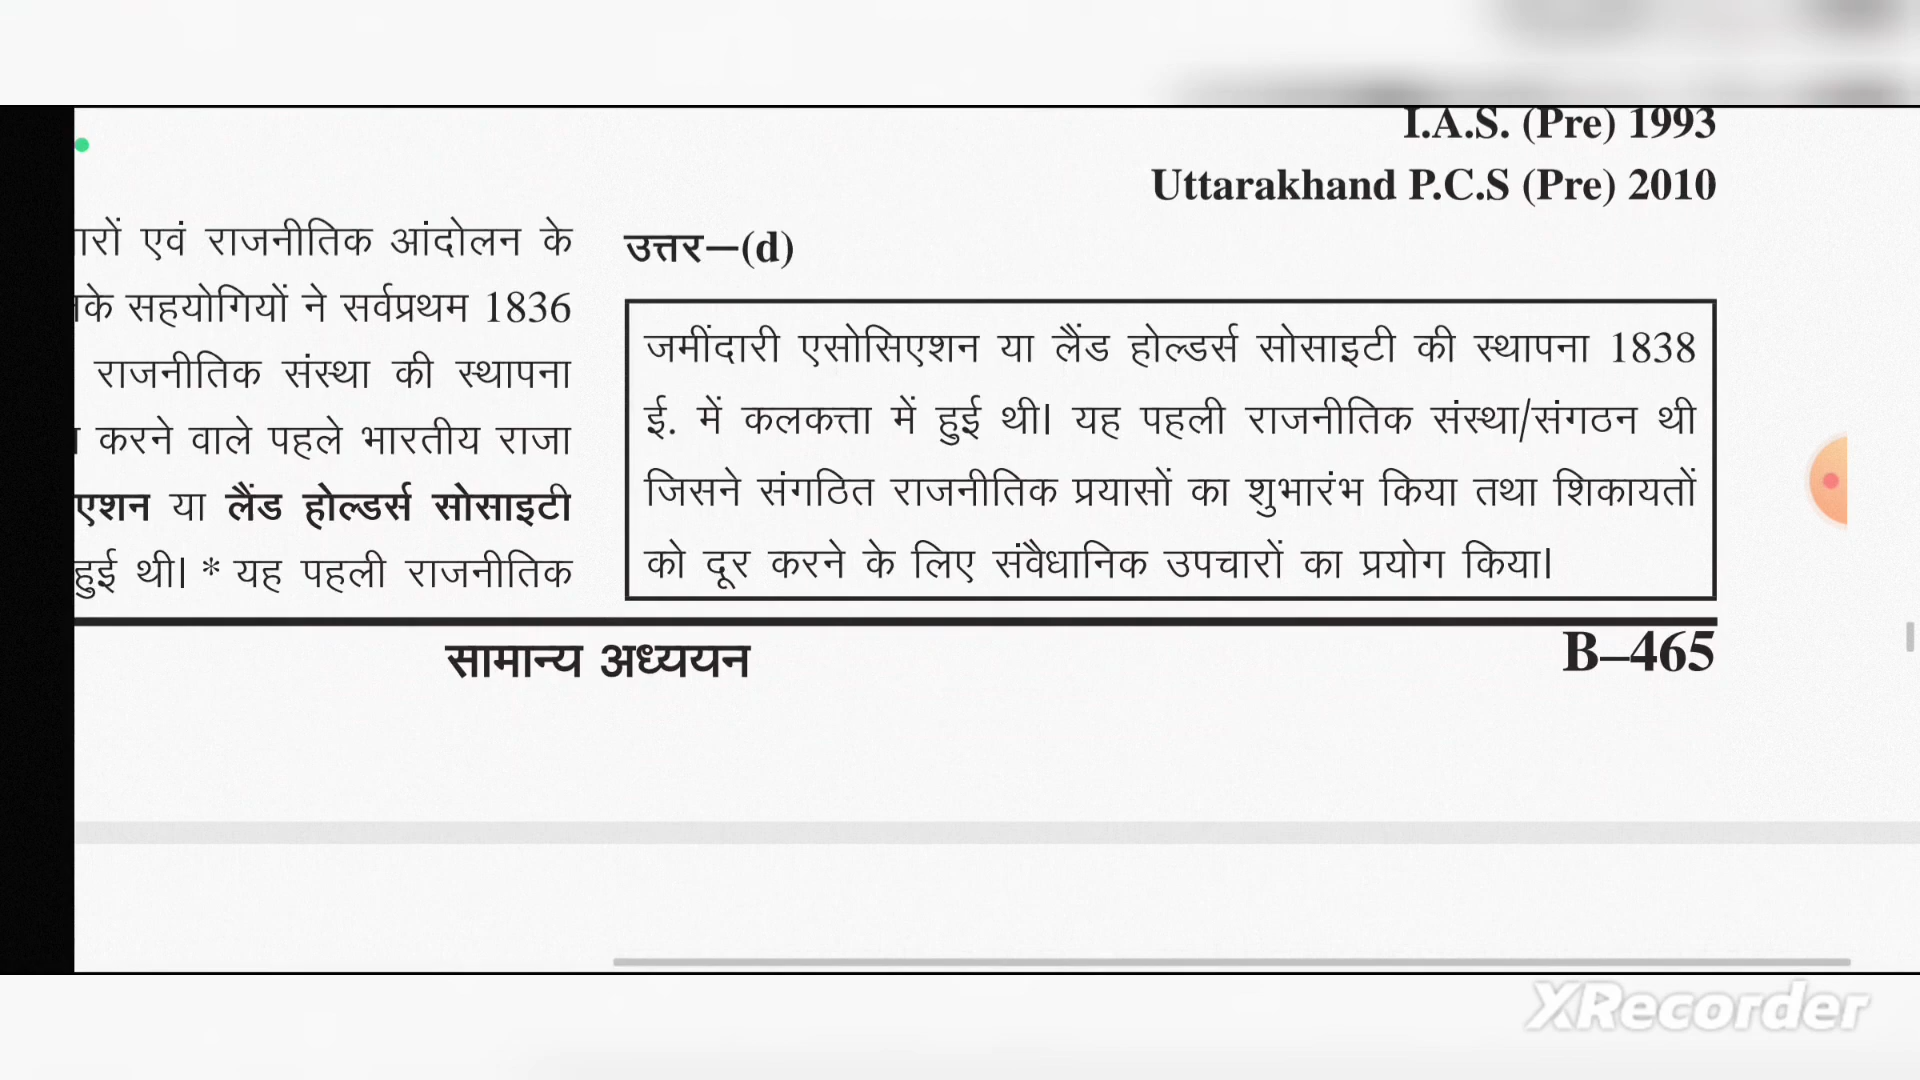 I.A.S. (Pre) 1993
Uttarakhand P.C.S (Pre) 2010
एवं राजनीतिक आंदोलन के
सहयोगियों ने सर्वप्रथम 1836
राजनीतिक संस्था की स्थापना
करने वाले पहले भारतीय राजा
एशन या लैंड होल्डर्स सोसाइटी
हुई थी। * यह पहली राजनीतिक
उत्तर—(d)
जमींदारी एसोसिएशन या लैंड होल्डर्स सोसाइटी की स्थापना 1838
ई. में कलकत्ता में हुई थी। यह पहली राजनीतिक संस्था/संगठन थी
जिसने संगठित राजनीतिक प्रयासों का शुभारंभ किया तथा शिकायतों
को दूर करने के लिए संवैधानिक उपचारों का प्रयोग किया।
सामान्य अध्ययन
B–465
XRecorder